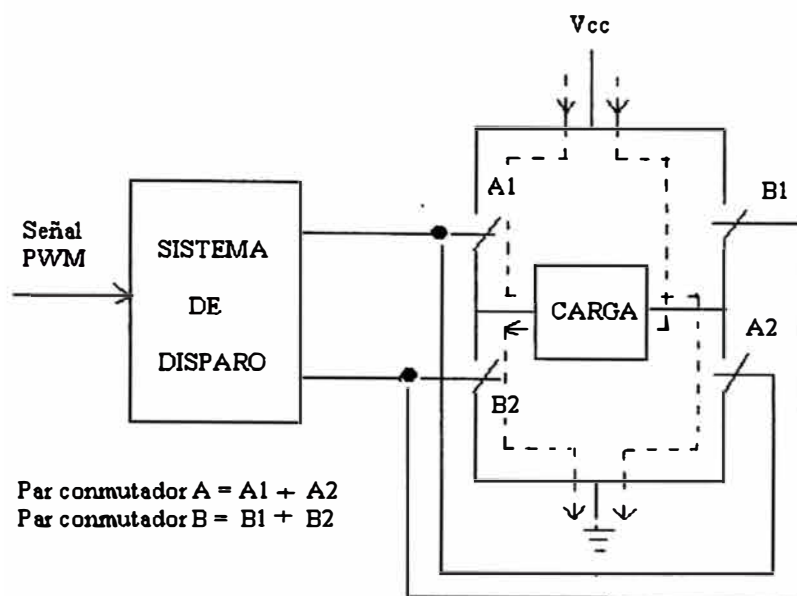 Vcc
A1
B1
Señal
PWM
SISTEMA
DE
DISPARO
CARGA
A2
B2
Par conmutador A = A1 + A2
Par conmutador B = B1 + B2